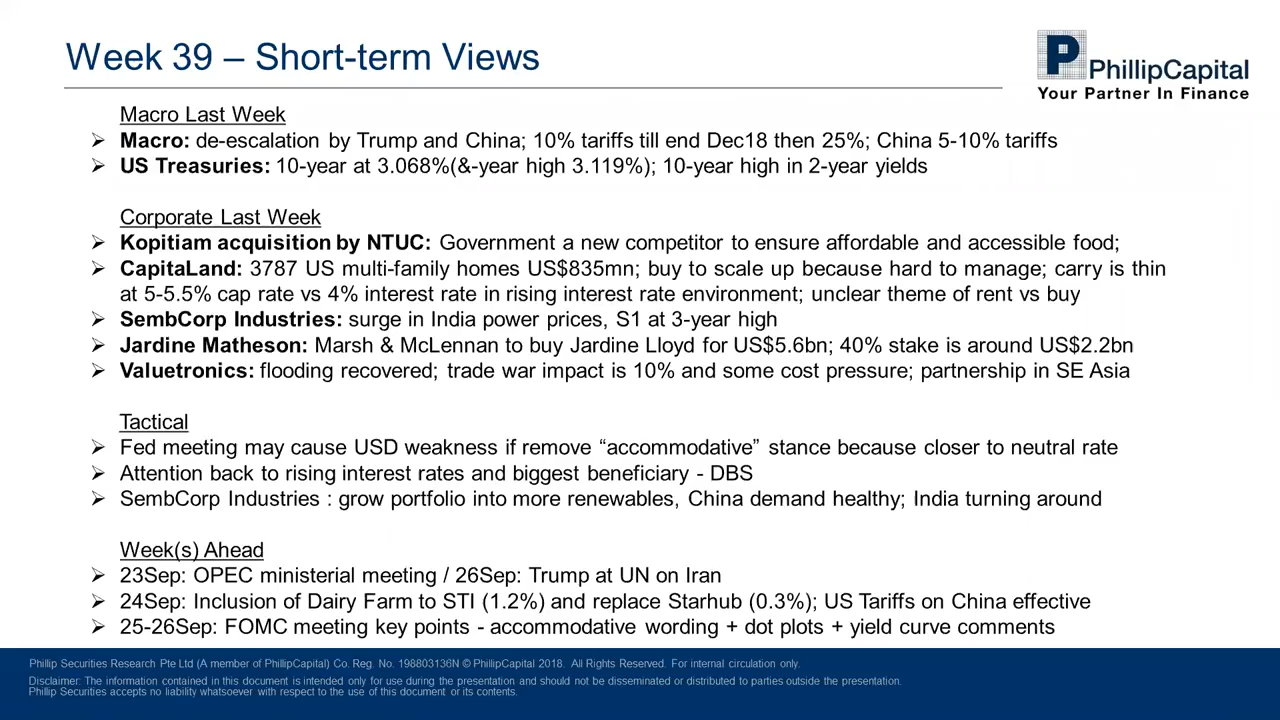 Week 39 – Short-term Views
PhillipCapital
Your Partner In Finance
Macro Last Week
➢ Macro: de-escalation by Trump and China; 10% tariffs till end Dec18 then 25%; China 5-10% tariffs
➢ US Treasuries: 10-year at 3.068%(&-year high 3.119%); 10-year high in 2-year yields
Corporate Last Week
➢ Kopitiam acquisition by NTUC: Government a new competitor to ensure affordable and accessible food;
➢ CapitaLand: 3787 US multi-family homes US$835mn; buy to scale up because hard to manage; carry is thin
at 5-5.5% cap rate vs 4% interest rate in rising interest rate environment; unclear theme of rent vs buy
➢ SembCorp Industries: surge in India power prices, S1 at 3-year high
➢ Jardine Matheson: Marsh & McLennan to buy Jardine Lloyd for US$5.6bn; 40% stake is around US$2.2bn
➢ Valuetronics: flooding recovered; trade war impact is 10% and some cost pressure; partnership in SE Asia
Tactical
➢ Fed meeting may cause USD weakness if remove “accommodative” stance because closer to neutral rate
➢ Attention back to rising interest rates and biggest beneficiary - DBS
➢ SembCorp Industries : grow portfolio into more renewables, China demand healthy; India turning around
Week(s) Ahead
➢ 23Sep: OPEC ministerial meeting / 26Sep: Trump at UN on Iran
➢ 24Sep: Inclusion of Dairy Farm to STI (1.2%) and replace Starhub (0.3%); US Tariffs on China effective
➢ 25-26Sep: FOMC meeting key points - accommodative wording + dot plots + yield curve comments
Phillip Securities Research Pte Ltd (A member of PhillipCapital) Co. Reg. No. 198803136N © PhillipCapital 2018. All Rights Reserved. For internal circulation only.
Disclaimer: The information contained in this document is intended only for use during the presentation and should not be disseminated or distributed to parties outside the presentation.
Phillip Securities accepts no liability whatsoever with respect to the use of this document or its contents.